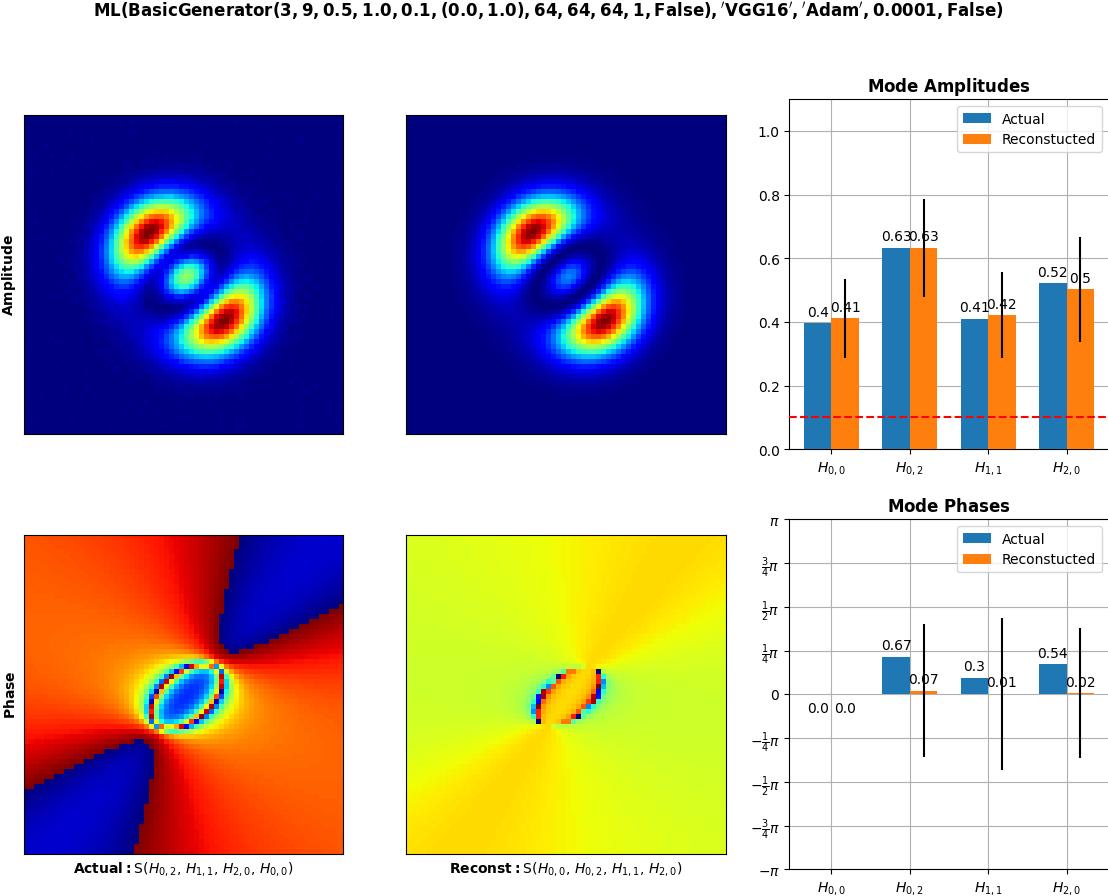 ML(BasicGenerator(3, 9, 0.5, 1.0, 0.1, (0.0, 1.0), 64, 64, 64, 1, False), ′VGG16′, ′Adam′, 0.0001, False)
Amplitude
Mode Amplitudes
Actual
Reconstucted
1.0
0.8
0.6
0.4
0.2
0.0
0.4
0.41
0.63
0.63
0.41
0.42
0.52
0.5
H0,0
H0,2
H1,1
H2,0
Phase
Actual: S(H0,2, H1,1, H2,0, H0,0)
Reconst: S(H0,0, H0,2, H1,1, H2,0)
Mode Phases
Actual
Reconstucted
π
3/4π
1/2π
1/4π
0
−1/4π
−1/2π
−3/4π
−π
0.0
0.0
0.67
0.07
0.3
0.01
0.54
0.02
H0,0
H0,2
H1,1
H2,0